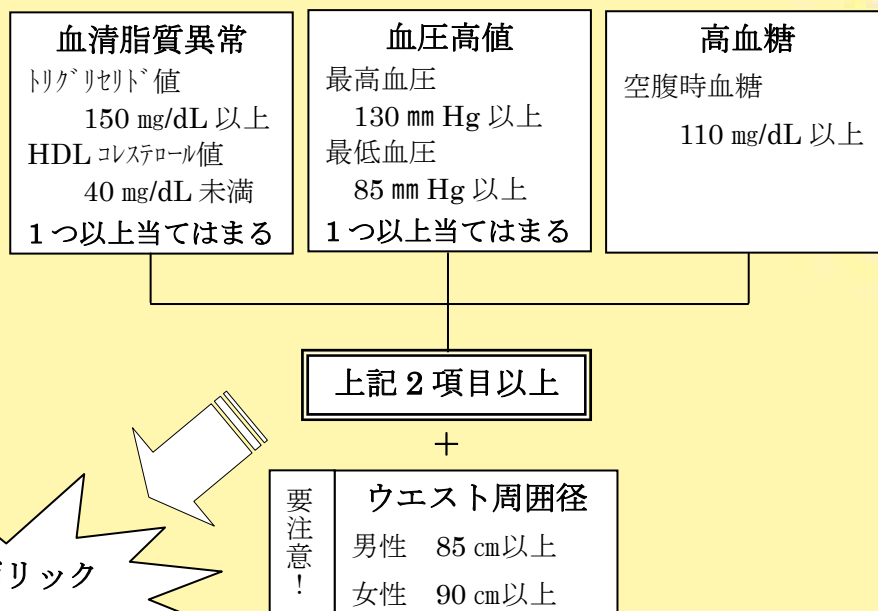 血清脂質異常
ﾄﾘｸﾞﾘｾﾘﾄﾞ値
150 ㎎/dL 以上
HDL ｺﾚｽﾃﾛｰﾙ値
40 ㎎/dL 未満
1 つ以上当てはまる
血圧高値
最高血圧
130 ㎜ Hg 以上
最低血圧
85 ㎜ Hg 以上
1 つ以上当てはまる
高血糖
空腹時血糖
110 ㎎/dL 以上
上記 2 項目以上
+
要注意！
ウエスト周囲径
男性 85 ㎝以上
女性 90 ㎝以上
リック